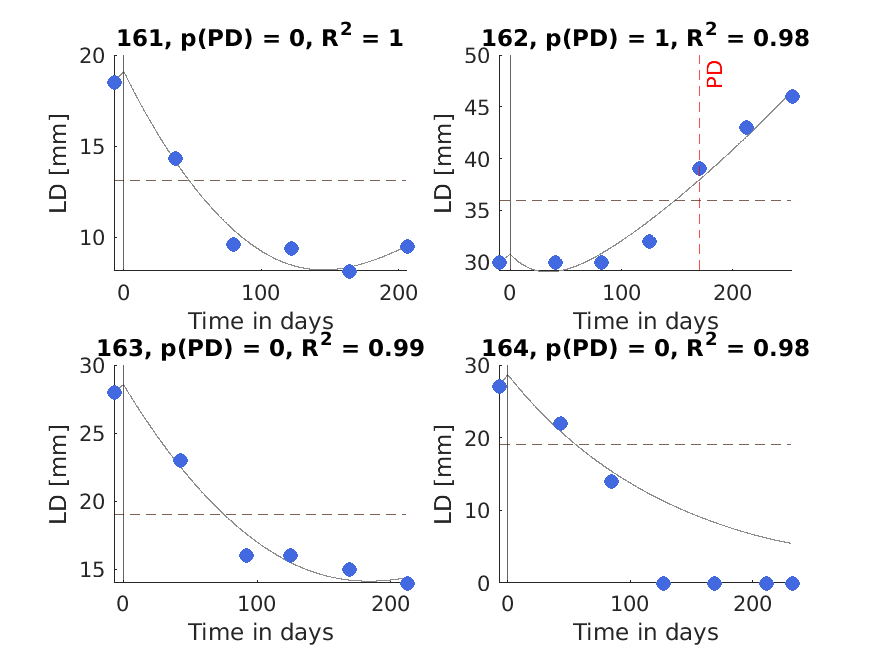 161, p(PD) = 0, R² = 1
20
15
10
LD [mm]
0 100 200
Time in days
162, p(PD) = 1, R² = 0.98
50
45
40
35
30
LD [mm]
PD
0 100 200
Time in days
163, p(PD) = 0, R² = 0.99
30
25
20
15
LD [mm]
0 100 200
Time in days
164, p(PD) = 0, R² = 0.98
30
20
10
0
LD [mm]
0 100 200
Time in days